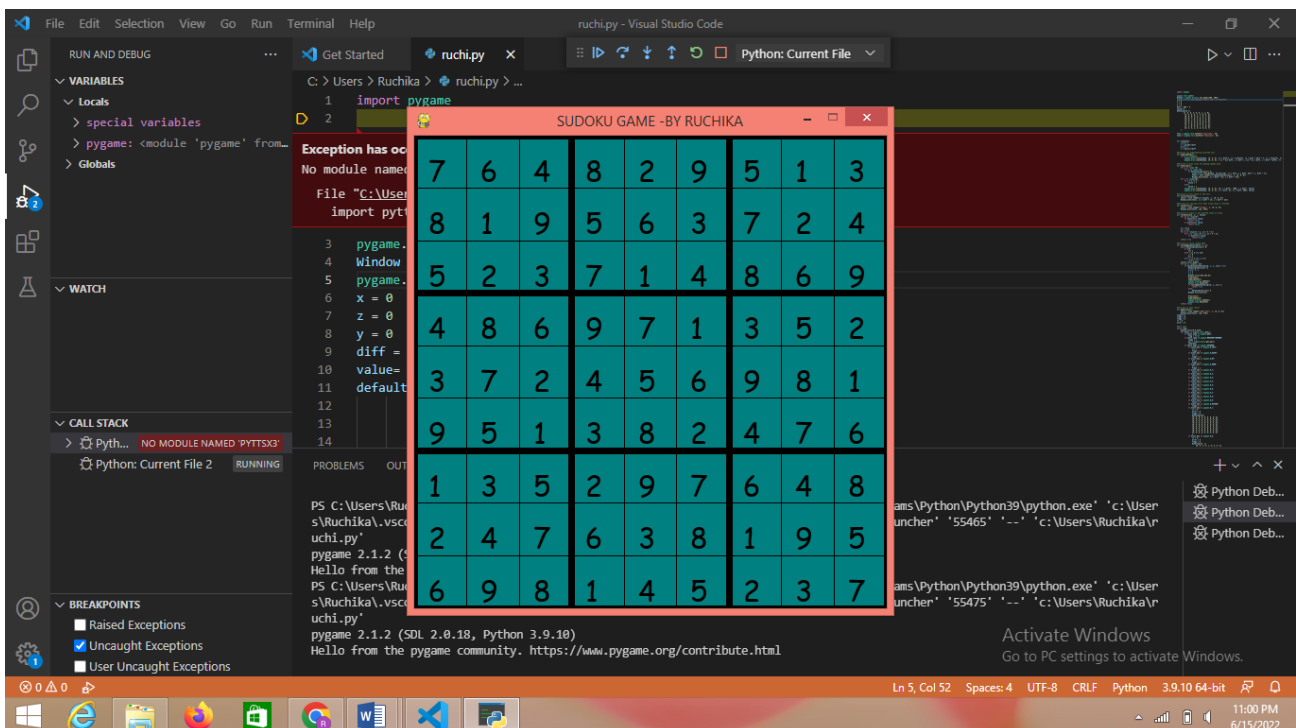 File Edit Selection View Go Run Terminal Help ruchi.py - Visual Studio Code
RUN AND DEBUG ...
Get Started ruchi.py Python: Current File
VARIABLES
Locals
special variables
pygame: <module 'pygame' from…
Globals
WATCH
CALL STACK
Pyth... NO MODULE NAMED 'PYTTSX3'
Python: Current File 2 RUNNING
BREAKPOINTS
Raised Exceptions
Uncaught Exceptions
User Uncaught Exceptions
C: > Users > Ruchika > ruchi.py > ...
1 import pygame
2
Exception has oc
No module name
File "C:\User
import pytt
3 pygame.
4 Window
5 pygame.
6 x = 0
7 z = 0
8 y = 0
9 diff =
10 value=
11 default
12
13
14
SUDOKU GAME -BY RUCHIKA
7 6 4 8 2 9 5 1 3
8 1 9 5 6 3 7 2 4
5 2 3 7 1 4 8 6 9
4 8 6 9 7 1 3 5 2
3 7 2 4 5 6 9 8 1
9 5 1 3 8 2 4 7 6
1 3 5 2 9 7 6 4 8
2 4 7 6 3 8 1 9 5
6 9 8 1 4 5 2 3 7
PROBLEMS OUT
PS C:\Users\Ru ams\Python\Python39\python.exe' 'c:\User
s\Ruchika\.vsc uncher' '55465' '--' 'c:\Users\Ruchika\r
uchi.py'
pygame 2.1.2 (S
Hello from the
PS C:\Users\Ru ams\Python\Python39\python.exe' 'c:\User
s\Ruchika\.vsc uncher' '55475' '--' 'c:\Users\Ruchika\r
uchi.py'
pygame 2.1.2 (SDL 2.0.18, Python 3.9.10)
Hello from the pygame community. https://www.pygame.org/contribute.html
Python Deb...
Python Deb...
Python Deb...
Activate Windows
Go to PC settings to activate Windows.
0 0 Ln 5, Col 52 Spaces: 4 UTF-8 CRLF Python 3.9.10 64-bit
11:00 PM
6/15/2022